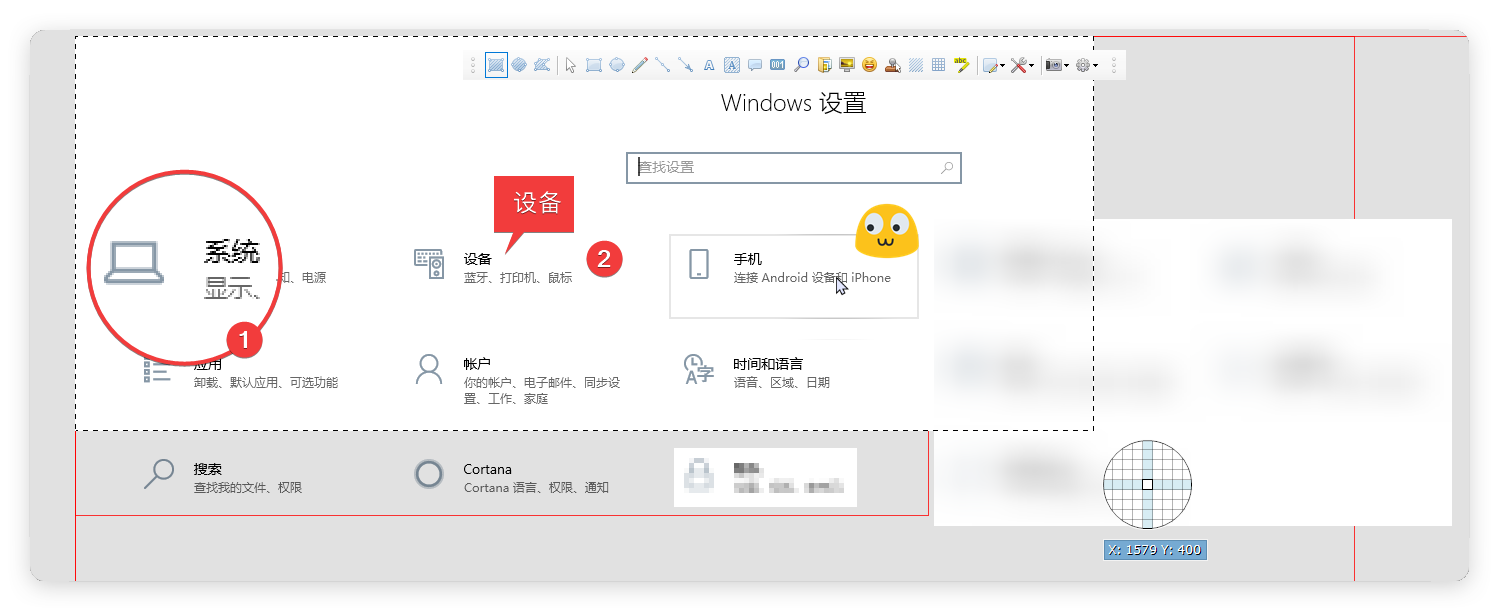 A
A
001
abc
Windows 设置
查找设置
设备
系统
显示、
知、电源
1
设备
蓝牙、打印机、鼠标
2
手机
连接 Android 设备和 iPhone
应用
卸载、默认应用、可选功能
帐户
你的帐户、电子邮件、同步设
置、工作、家庭
时间和语言
语音、区域、日期
搜索
查找我的文件、权限
Cortana
Cortana 语言、权限、通知
X: 1579 Y: 400